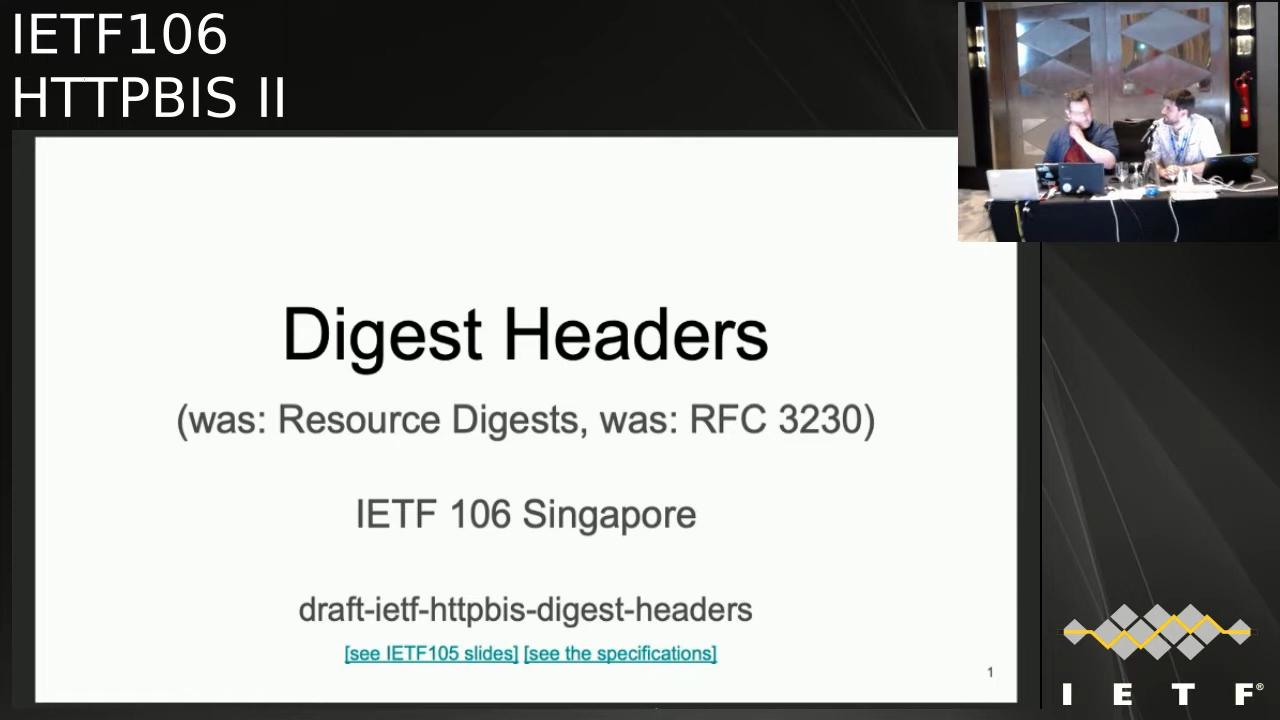 IETF106
HTTPBIS II
Digest Headers
(was: Resource Digests, was: RFC 3230)
IETF 106 Singapore
draft-ietf-httpbis-digest-headers
[see IETF105 slides] [see the specifications]
1
I E T F®